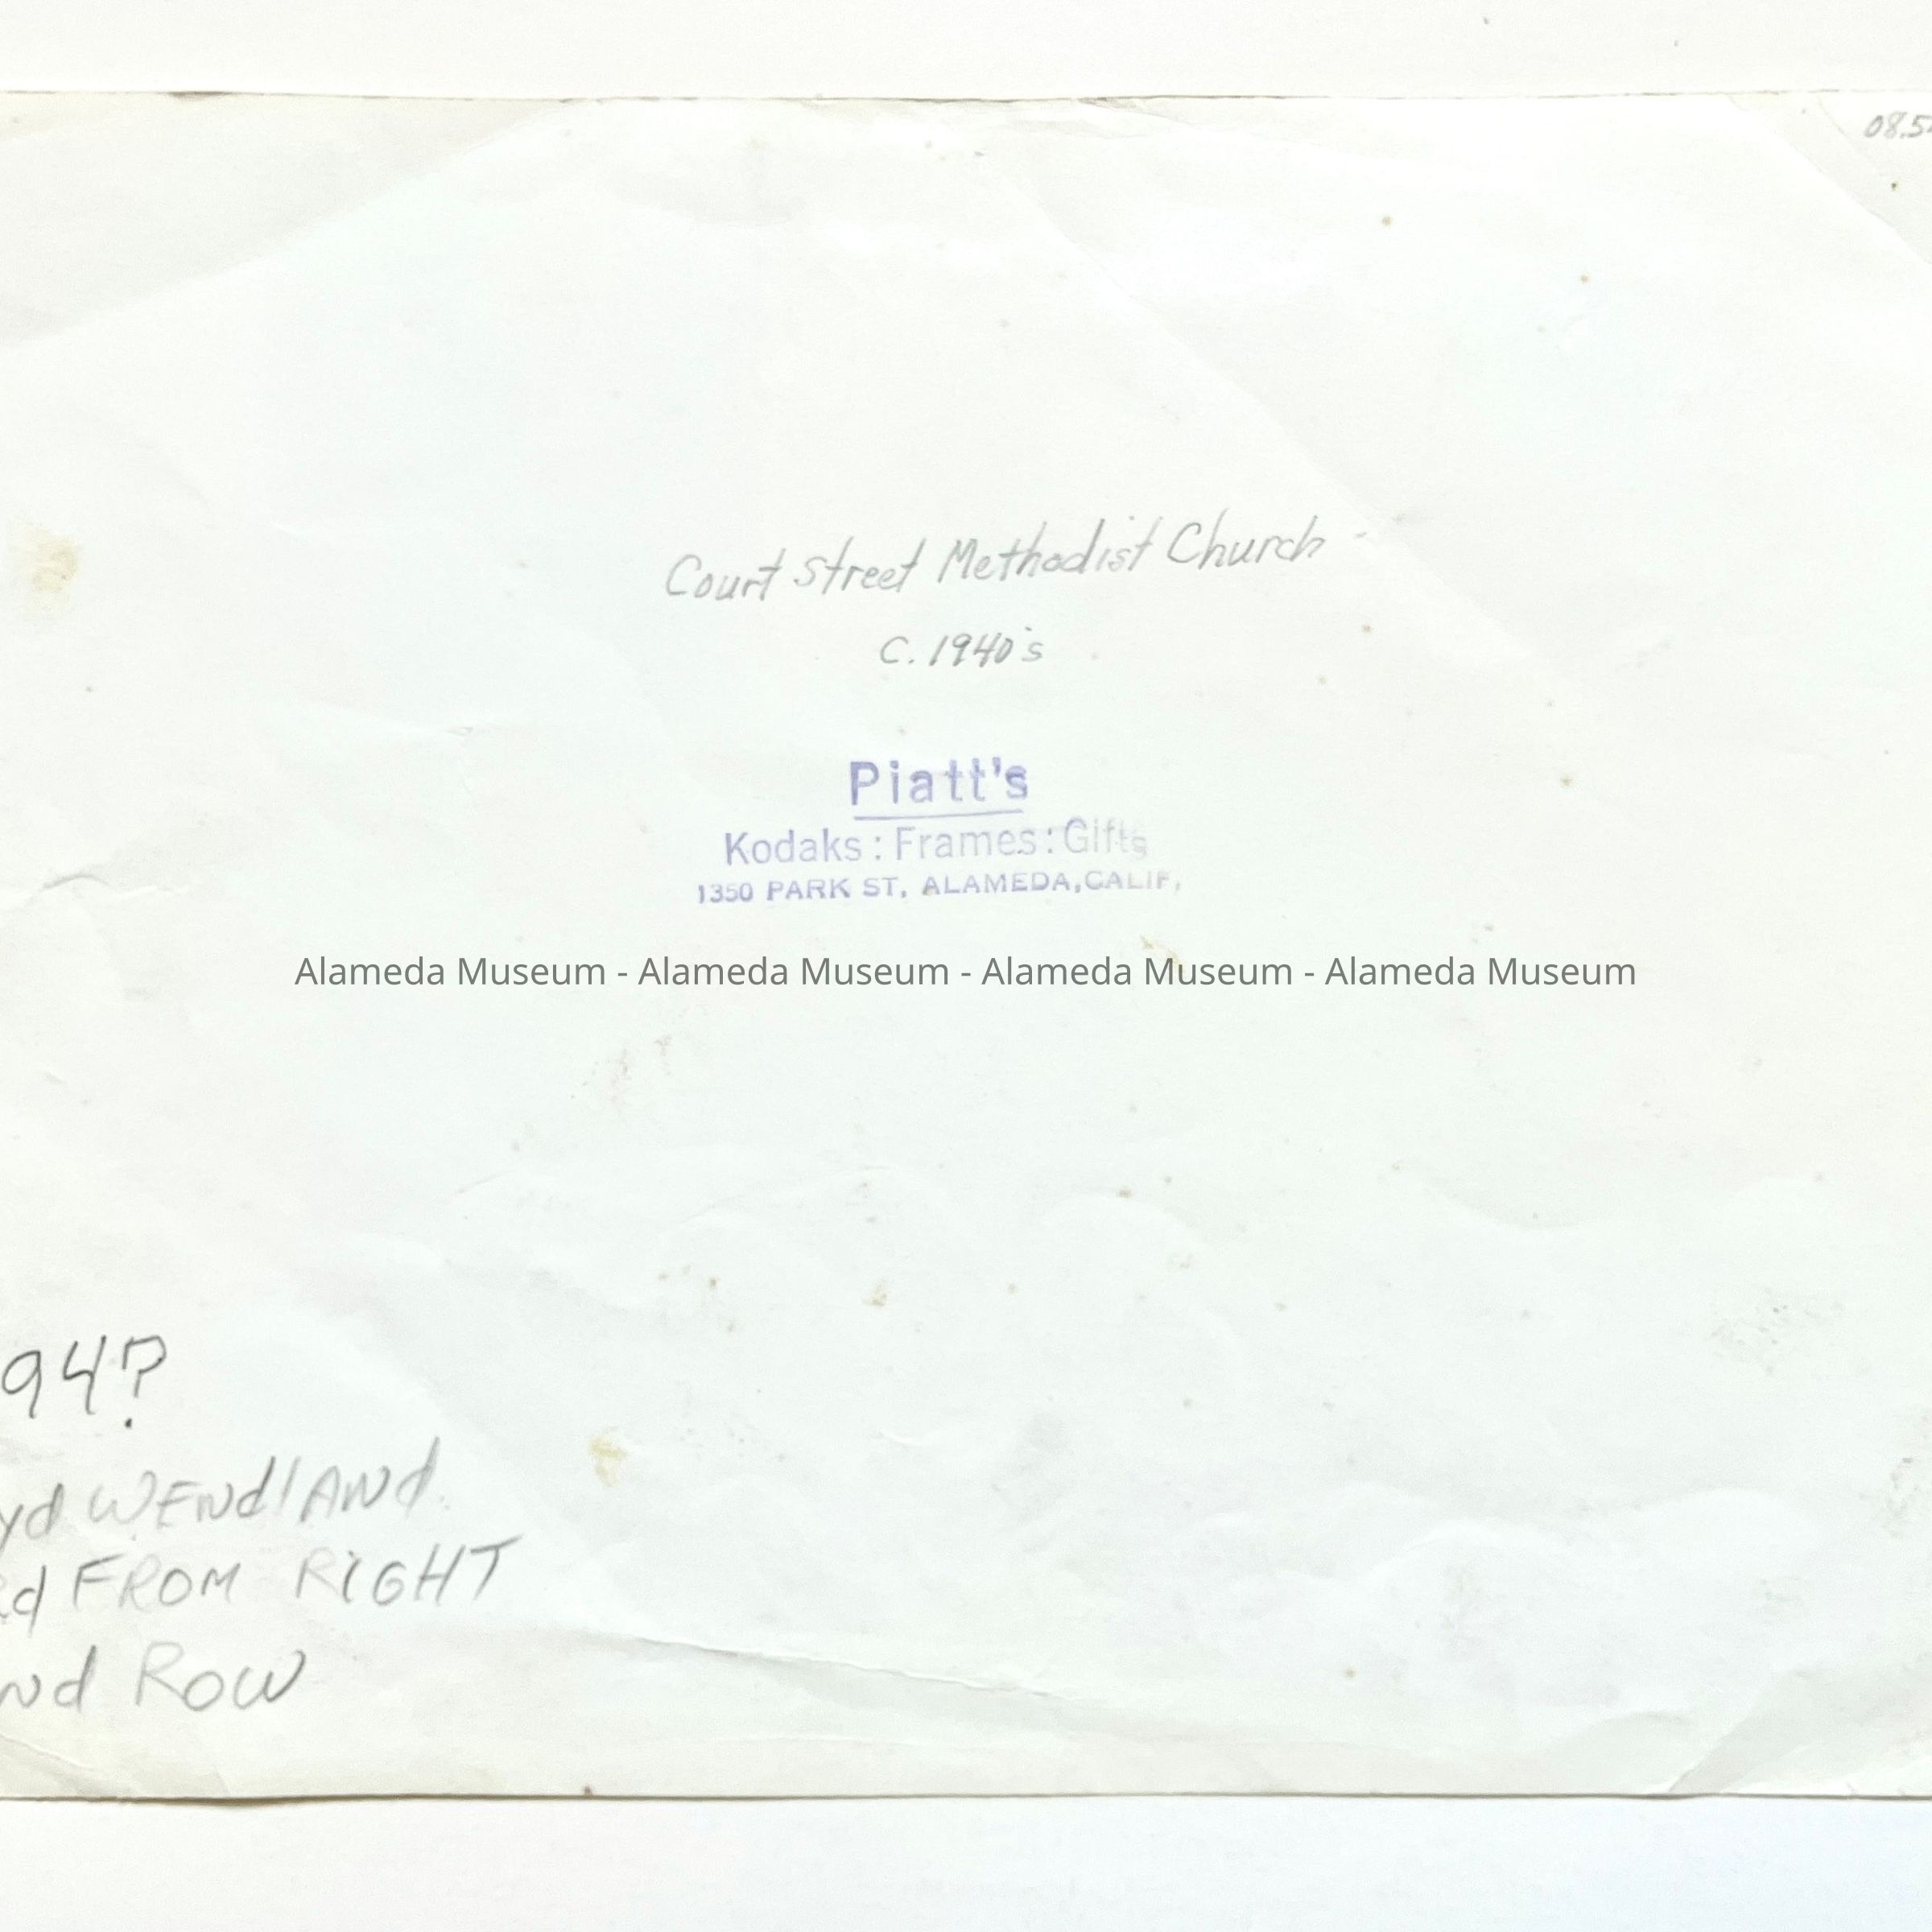 08.5
Court Street Methodist Church -
C. 1940's
Piatt's
Kodaks : Frames : Gifts
1350 PARK ST. ALAMEDA, CALIF.
Alameda Museum - Alameda Museum - Alameda Museum - Alameda Museum
94?
yd WENdlANd
d FROM RiGHT
Nd ROW